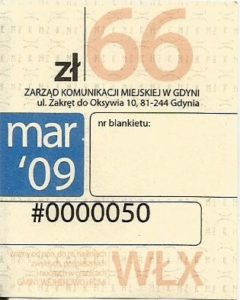 zł 66
ZARZĄD KOMUNIKACJI MIEJSKIEJ W GDYNI
ul. Zakręt do Oksywia 10, 81-244 Gdynia
mar
'09
nr blankietu:
#0000050
WŁX